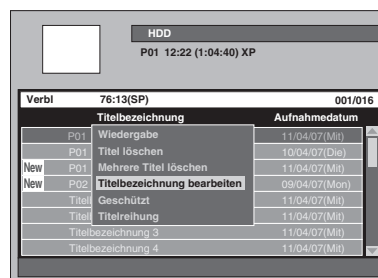 HDD
P01 12:22 (1:04:40) XP
Verbl 76:13(SP) 001/016
Titelbezeichnung Aufnahmedatum
P01 Wiedergabe 11/04/07(Mit)
P01 Titel löschen 10/04/07(Die)
New P01 Mehrere Titel löschen 11/04/07(Mit)
New P02 Titelbezeichnung bearbeiten 09/04/07(Mon)
Titel Geschützt 11/04/07(Mit)
Titel Titelreihung 11/04/07(Mit)
Titelbezeichnung 3 11/04/07(Mit)
Titelbezeichnung 4 11/04/07(Mit)